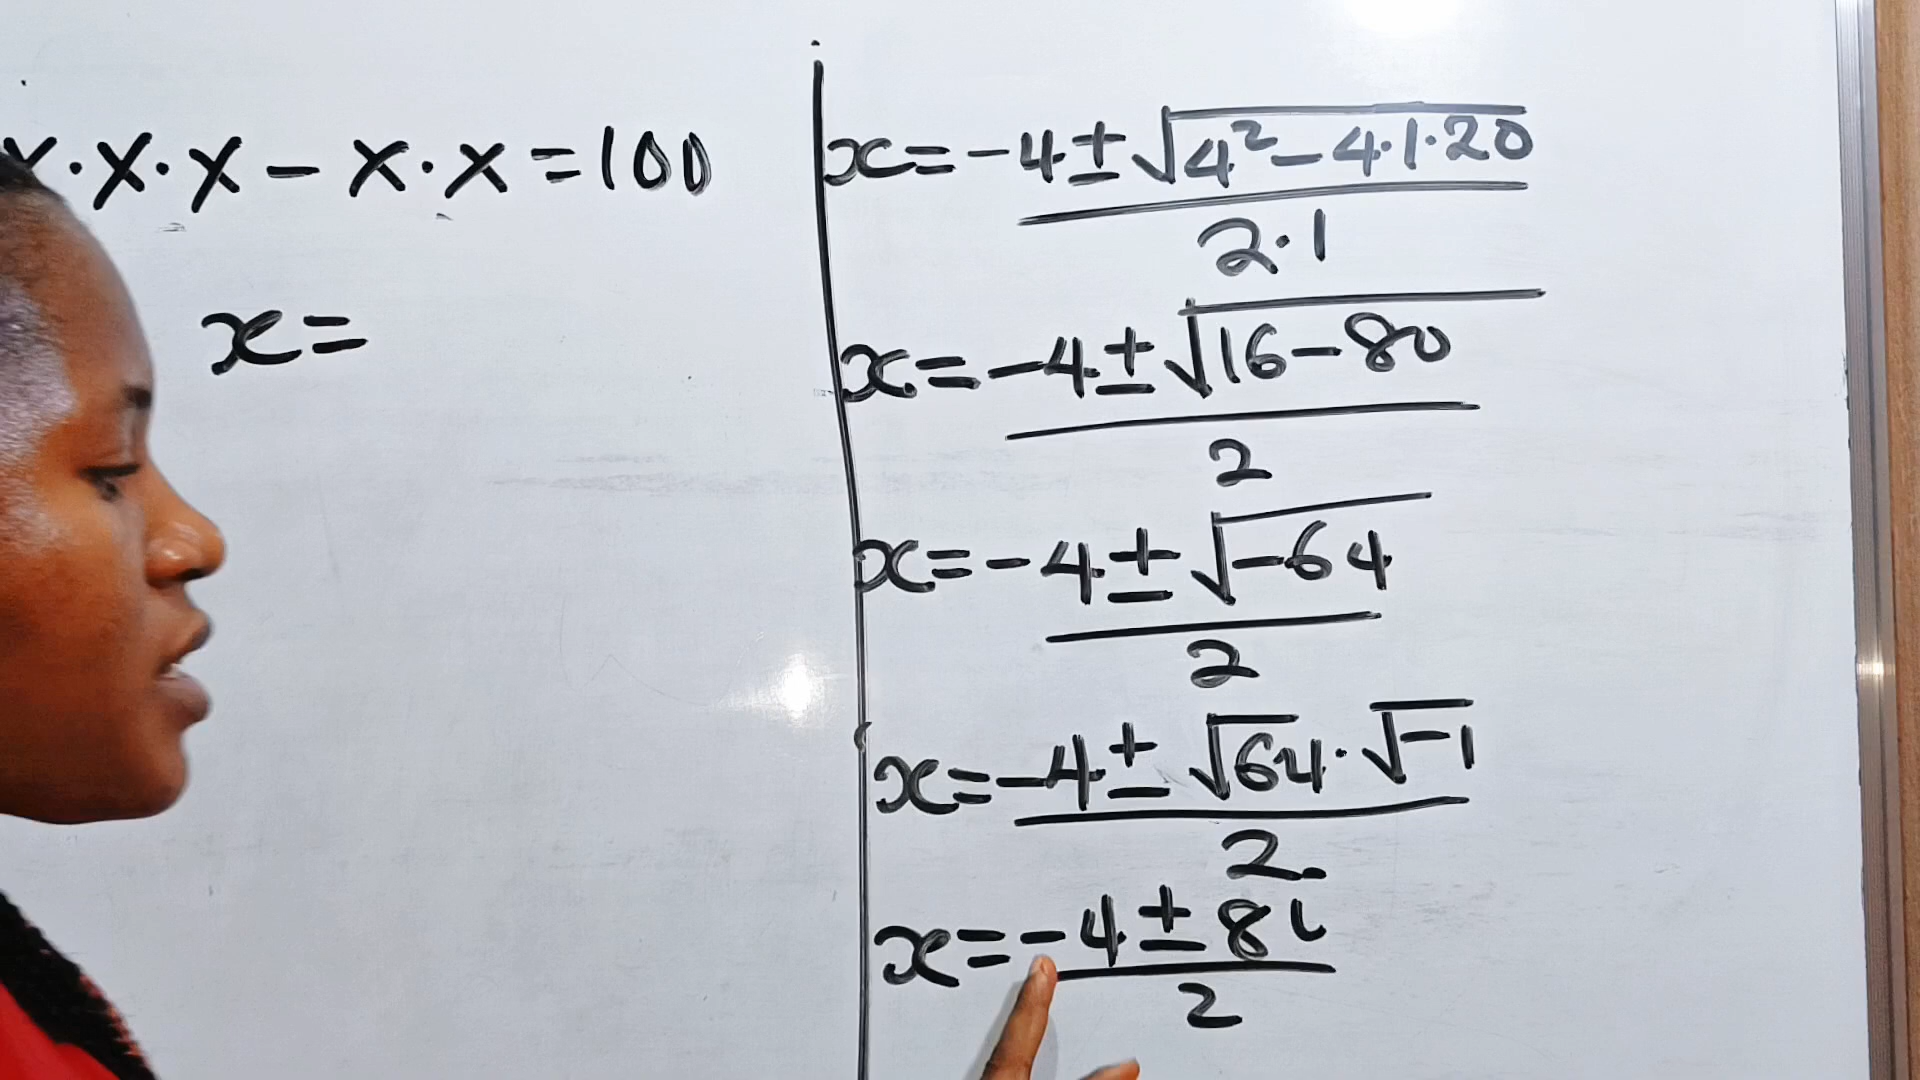 x·x·x - x·x = 100
x=
x = -4 ± √4² - 4·1·20
2·1
x = -4 ± √16 - 80
2
x = -4 ± √-64
2
x = -4 ± √64 · √-1
2
x = -4 ± 8i
2